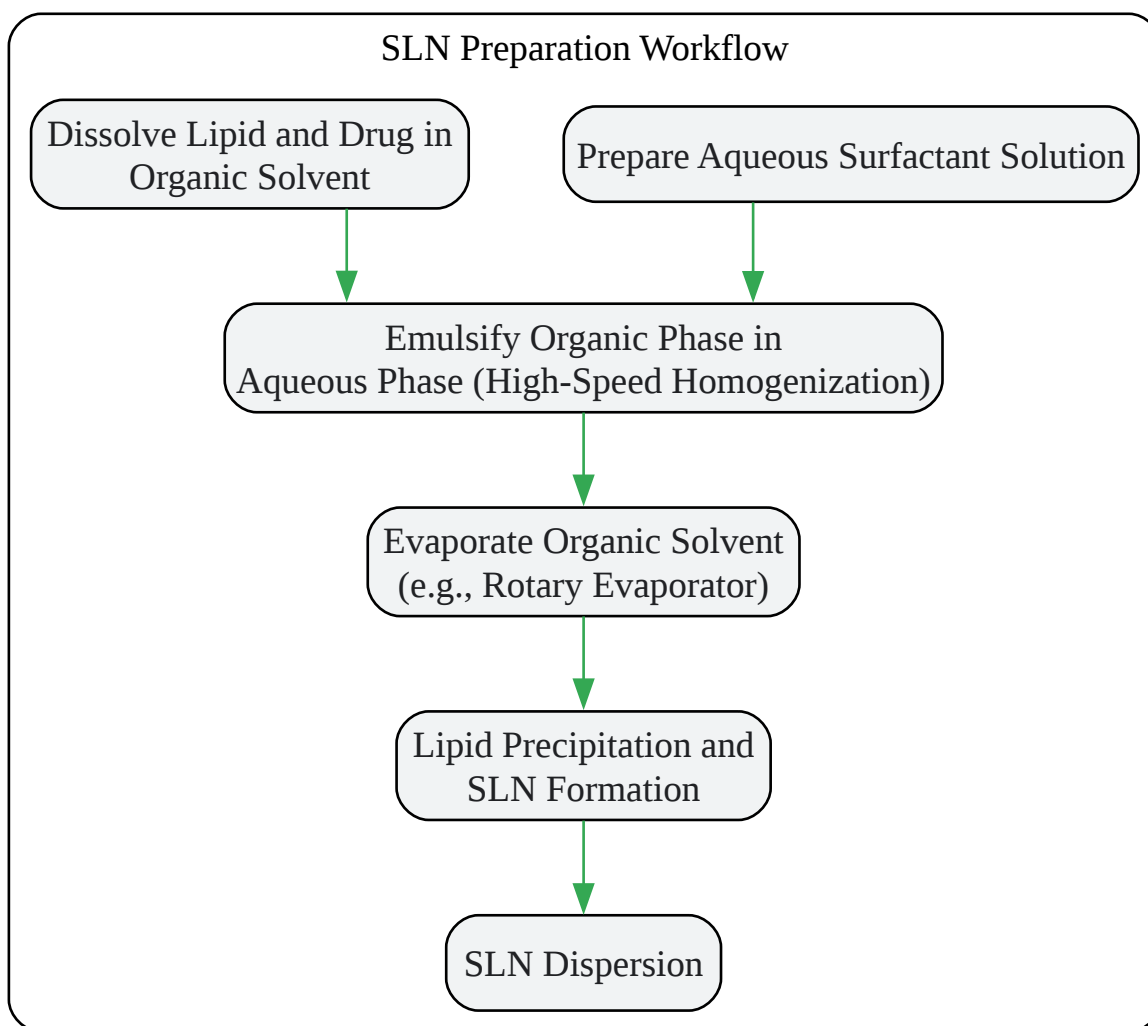 SLN Preparation Workflow
Dissolve Lipid and Drug in
Organic Solvent
Prepare Aqueous Surfactant Solution
Emulsify Organic Phase in
Aqueous Phase (High-Speed Homogenization)
Evaporate Organic Solvent
(e.g., Rotary Evaporator)
Lipid Precipitation and
SLN Formation
SLN Dispersion